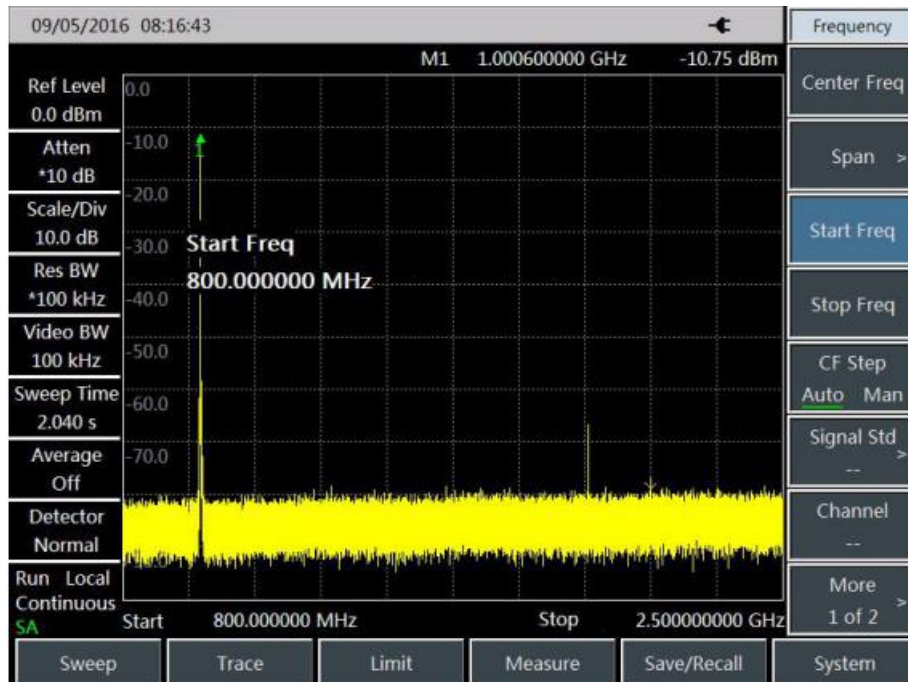 09/05/2016 08:16:43
M1 1.000600000 GHz -10.75 dBm
Ref Level
0.0 dBm
Atten
*10 dB
Scale/Div
10.0 dB
Res BW
*100 kHz
Video BW
100 kHz
Sweep Time
2.040 s
Average
Off
Detector
Normal
Run Local
Continuous
SA
0.0
-10.0
-20.0
-30.0
-40.0
-50.0
-60.0
-70.0
1
Start Freq
800.000000 MHz
Start 800.000000 MHz Stop 2.500000000 GHz
Frequency
Center Freq
Span >
Start Freq
Stop Freq
CF Step
Auto Man
Signal Std >
--
Channel
--
More >
1 of 2
Sweep Trace Limit Measure Save/Recall System